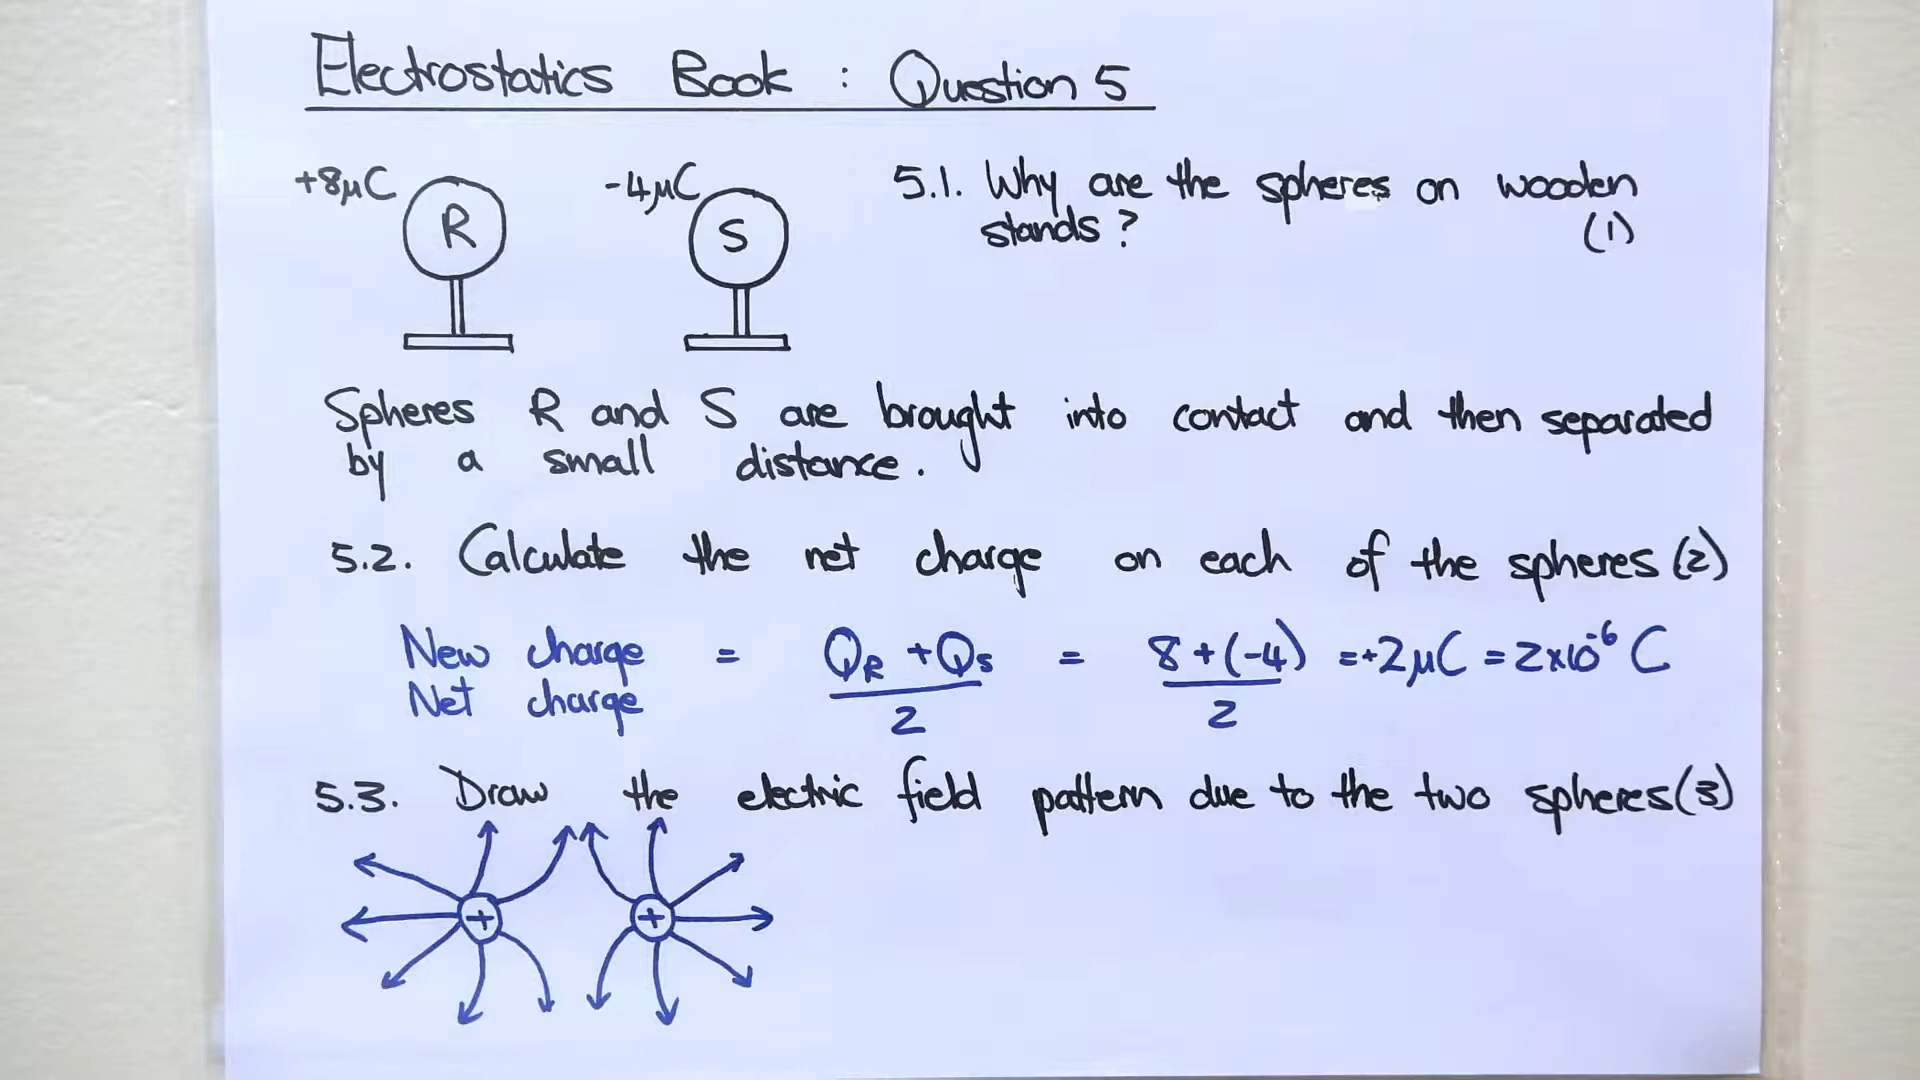 Electrostatics Book : Question 5
+8μC
R
-4μC
S
5.1. Why are the spheres on wooden
stands? (1)
Spheres R and S are brought into contact and then separated
by a small distance.
5.2. Calculate the net charge on each of the spheres (2)
New charge = QR + QS / 2 = 8 + (-4) / 2 = +2μC = 2×10⁻⁶ C
Net charge
5.3. Draw the electric field pattern due to the two spheres (3)
+ +